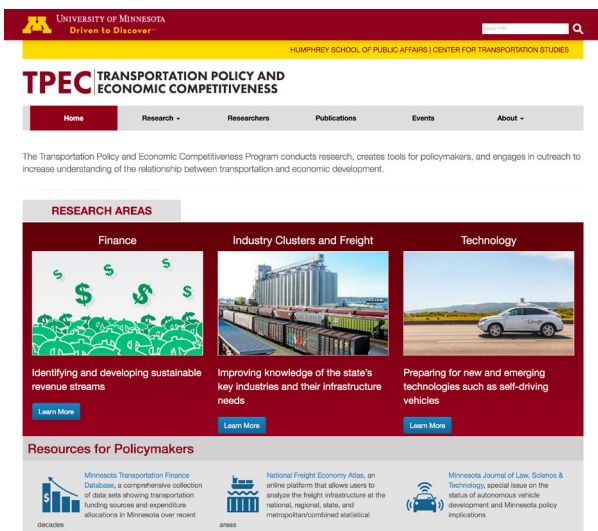 UNIVERSITY OF MINNESOTA
Driven to Discover
HUMPHREY SCHOOL OF PUBLIC AFFAIRS | CENTER FOR TRANSPORTATION STUDIES
TPEC TRANSPORTATION POLICY AND
ECONOMIC COMPETITIVENESS
Home Research Researchers Publications Events About
The Transportation Policy and Economic Competitiveness Program conducts research, creates tools for policymakers, and engages in outreach to
increase understanding of the relationship between transportation and economic development.
RESEARCH AREAS
Finance
Identifying and developing sustainable
revenue streams
Learn More
Industry Clusters and Freight
Improving knowledge of the state's
key industries and their infrastructure
needs
Learn More
Technology
Google
Preparing for new and emerging
technologies such as self-driving
vehicles
Learn More
Resources for Policymakers
Minnesota Transportation Finance
Database, a comprehensive collection
of data sets showing transportation
funding sources and expenditure
allocations in Minnesota over recent
decades
National Freight Economy Atlas, an
online platform that allows users to
analyze the freight infrastructure at the
national, regional, state, and
metropolitan/combined statistical
areas
Minnesota Journal of Law, Science &
Technology, special issue on the
status of autonomous vehicle
development and Minnesota policy
implications